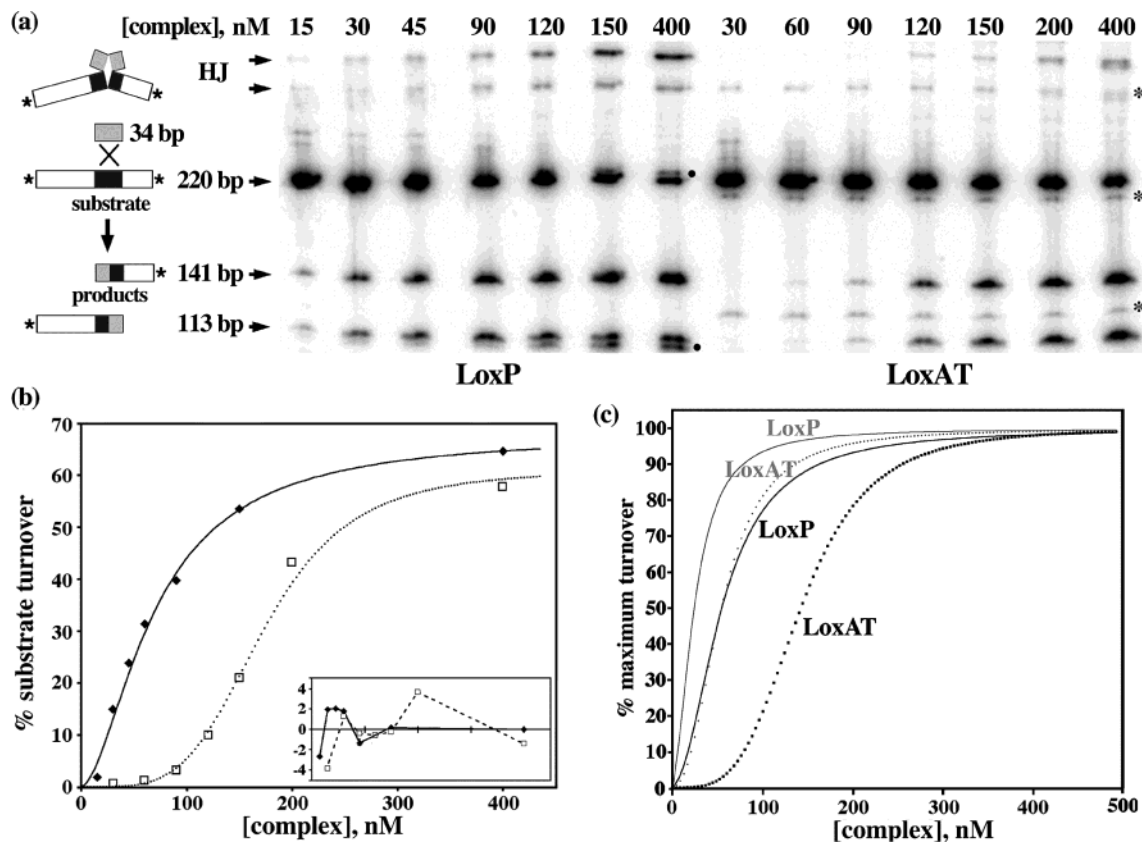 (a)
[complex], nM 15 30 45 90 120 150 400 30 60 90 120 150 200 400
HJ
*
*
*
34 bp
* * 220 bp •
substrate
*
* 141 bp
products
*
* 113 bp •
LoxP LoxAT
(b)
% substrate turnover
70
60
50
40
30
20
10
0
0 100 200 300 400
[complex], nM
4
2
0
-2
-4
(c)
% maximum turnover
100
90
80
70
60
50
40
30
20
10
0
0 100 200 300 400 500
[complex], nM
LoxP
LoxAT
LoxP
LoxAT